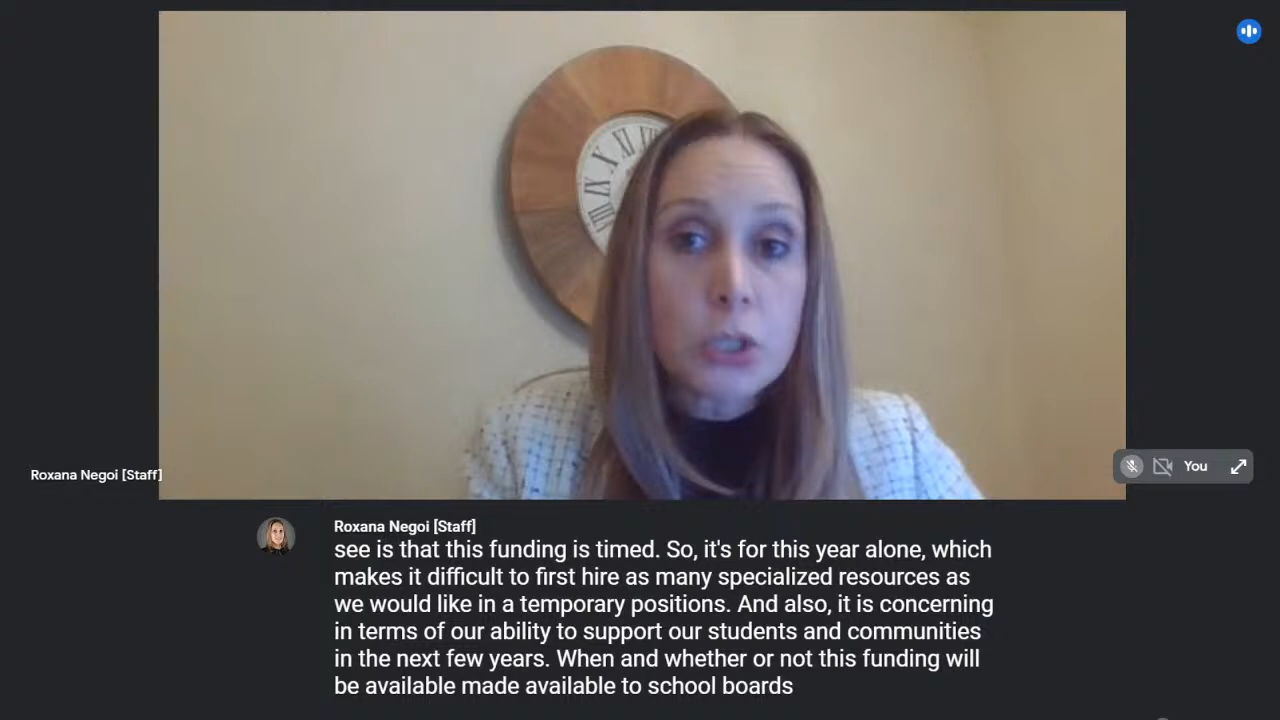 XI
X
IX
VIII
Roxana Negoi [Staff]
You
Roxana Negoi [Staff]
see is that this funding is timed. So, it's for this year alone, which
makes it difficult to first hire as many specialized resources as
we would like in a temporary positions. And also, it is concerning
in terms of our ability to support our students and communities
in the next few years. When and whether or not this funding will
be available made available to school boards